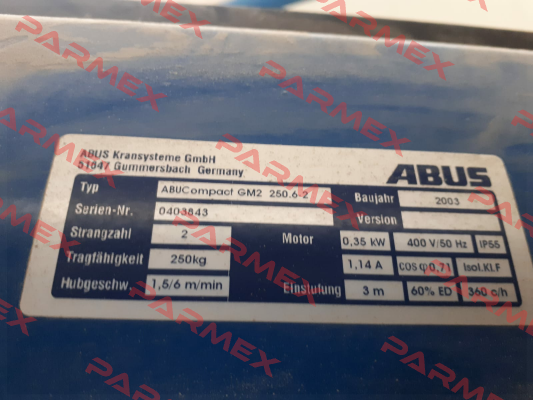 ABUS Kransysteme GmbH
51647 Gummersbach Germany
ABUS
Typ ABUCompact GM2 250.6-2 Baujahr 2003
Serien-Nr. 0403843 Version
Strangzahl 2 Motor 0,35 kW 400 V/50 Hz IP55
Tragfähigkeit 250kg 1,14 A cos φ 0,71 Isol.KLF
Hubgeschw. 1,5/6 m/min Einstufung 3 m 60% ED 360 c/h
PARMEX
PARMEX
PARMEX
PARMEX
PARMEX
PARMEX
PARMEX